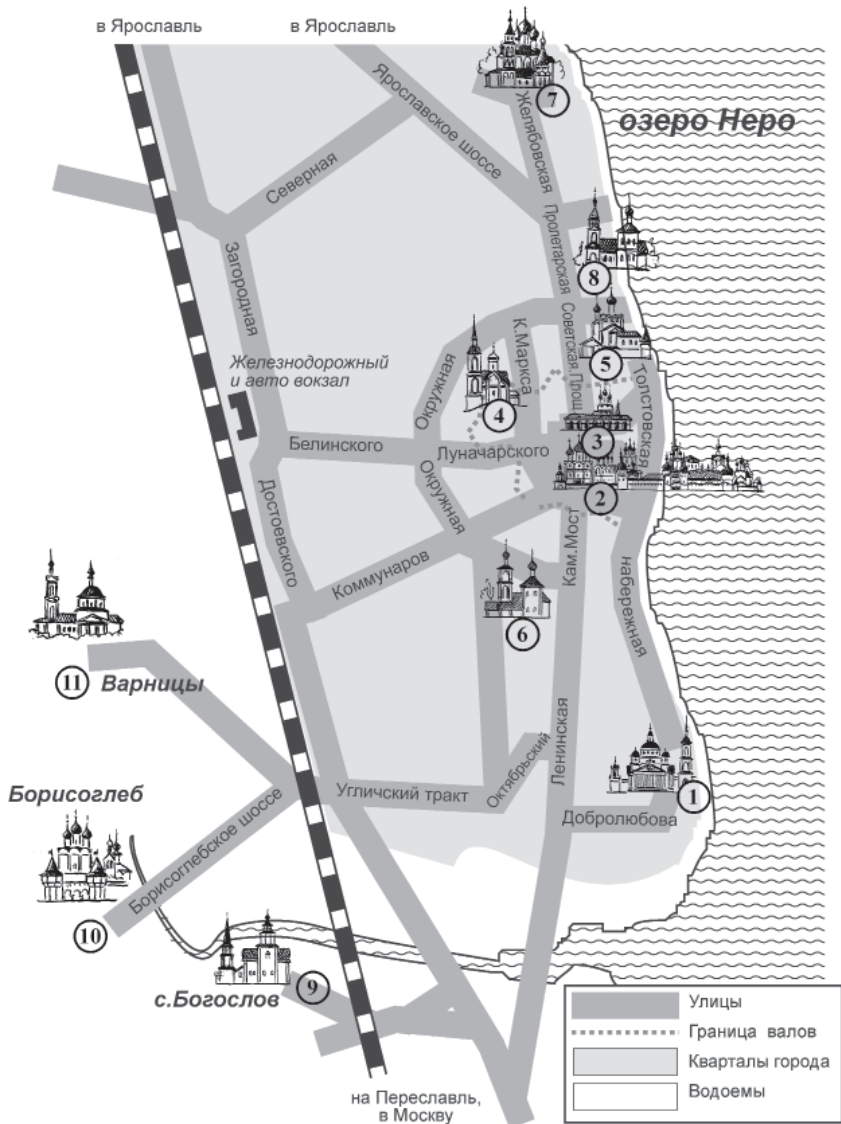 в Ярославль
в Ярославль
7
озеро Неро
Ярославское шоссе
Желябовская
Северная
Пролетарская
8
Загородная
Советская Площ
К.Маркса
5
Железнодорожный
и авто вокзал
Окружная
4
Толстовская
3
Белинского
Луначарского
2
Окружная
Достоевского
Кам.Мост
Коммунаров
набережная
6
11
Варницы
Ленинская
Октябрьский
Борисоглеб
Угличский тракт
1
Добролюбова
Борисоглебское шоссе
10
9
с.Богослов
Улицы
Граница валов
Кварталы города
Водоемы
на Переславль,
в Москву